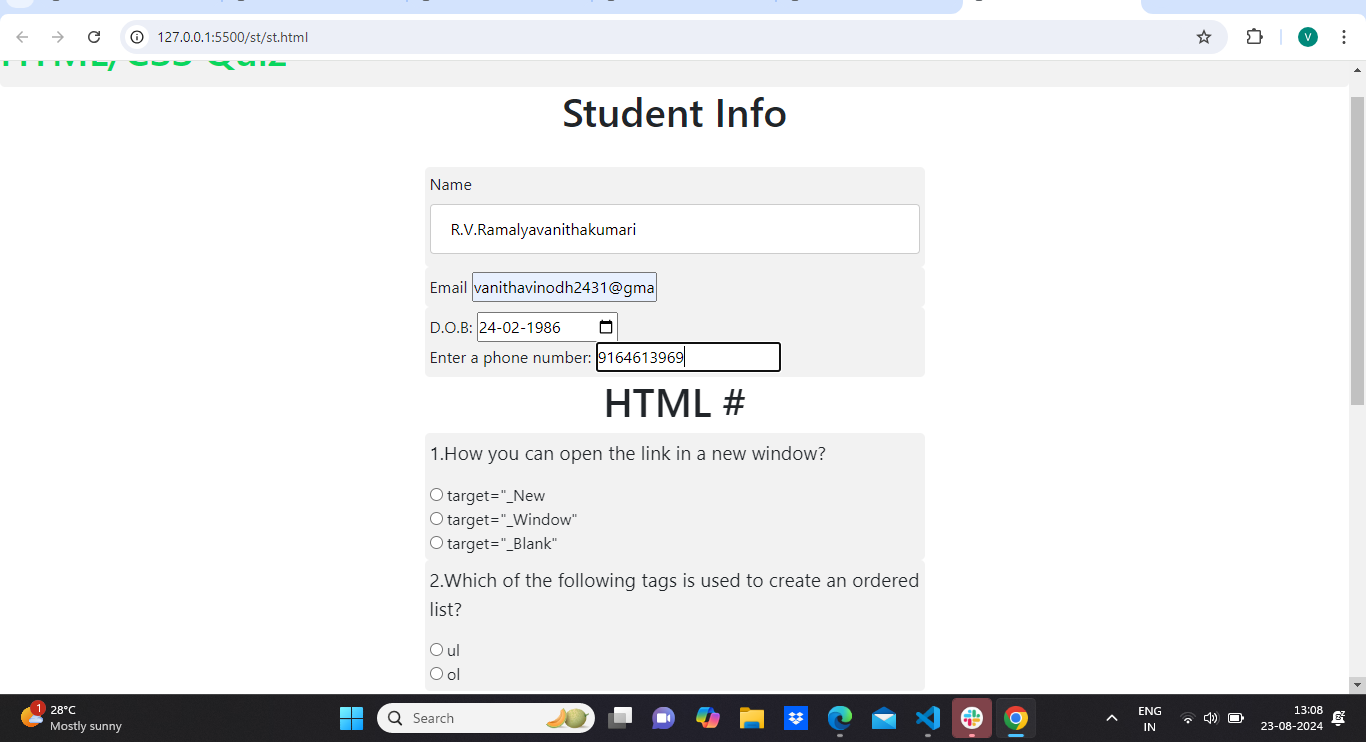 127.0.0.1:5500/st/st.html
V
HTML/CSS Quiz
Student Info
Name
R.V.Ramalyavanithakumari
Email vanithavinodh2431@gma
D.O.B: 24-02-1986
Enter a phone number: 9164613969
HTML #
1.How you can open the link in a new window?
target="_New
target="_Window"
target="_Blank"
2.Which of the following tags is used to create an ordered
list?
ul
ol
1
28°C
Mostly sunny
Search
ENG
IN
13:08
23-08-2024